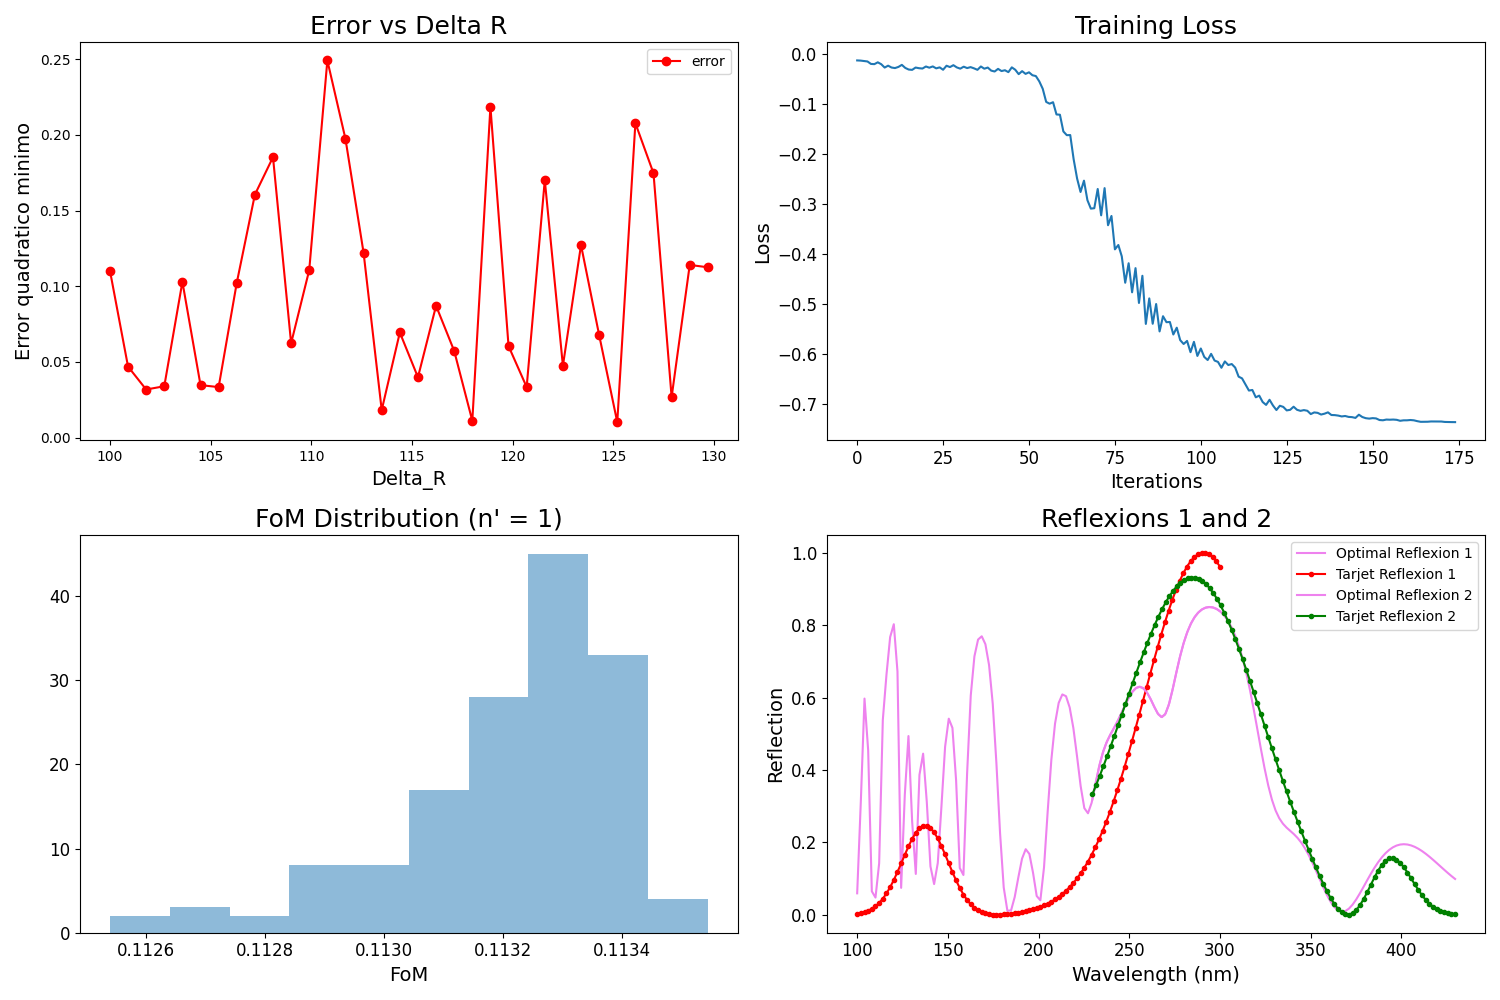 Error vs Delta R
Error quadratico minimo
0.25
0.20
0.15
0.10
0.05
0.00
error
100 105 110 115 120 125 130
Delta_R
Training Loss
Loss
0.0
−0.1
−0.2
−0.3
−0.4
−0.5
−0.6
−0.7
0 25 50 75 100 125 150 175
Iterations
FoM Distribution (n' = 1)
40
30
20
10
0
0.1126 0.1128 0.1130 0.1132 0.1134
FoM
Reflexions 1 and 2
Reflection
1.0
0.8
0.6
0.4
0.2
0.0
Optimal Reflexion 1
Tarjet Reflexion 1
Optimal Reflexion 2
Tarjet Reflexion 2
100 150 200 250 300 350 400
Wavelength (nm)